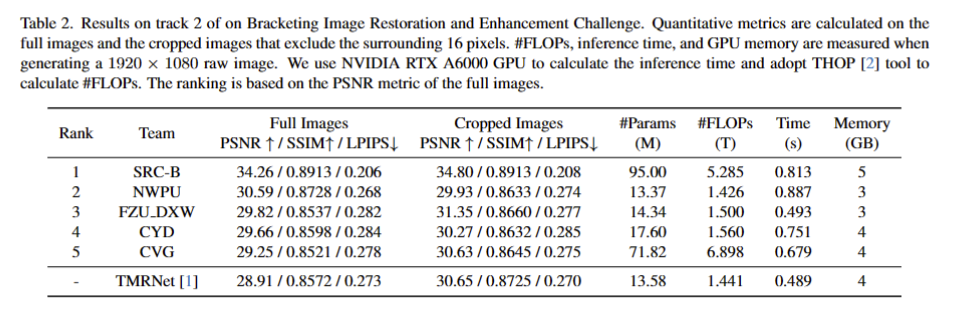 Table 2. Results on track 2 of on Bracketing Image Restoration and Enhancement Challenge. Quantitative metrics are calculated on the
full images and the cropped images that exclude the surrounding 16 pixels. #FLOPs, inference time, and GPU memory are measured when
generating a 1920 × 1080 raw image. We use NVIDIA RTX A6000 GPU to calculate the inference time and adopt THOP [2] tool to
calculate #FLOPs. The ranking is based on the PSNR metric of the full images.
Rank Team Full Images Cropped Images #Params #FLOPs Time Memory
PSNR ↑ / SSIM↑ / LPIPS↓ PSNR ↑ / SSIM↑ / LPIPS↓ (M) (T) (s) (GB)
1 SRC-B 34.26 / 0.8913 / 0.206 34.80 / 0.8913 / 0.208 95.00 5.285 0.813 5
2 NWPU 30.59 / 0.8728 / 0.268 29.93 / 0.8633 / 0.274 13.37 1.426 0.887 3
3 FZU_DXW 29.82 / 0.8537 / 0.282 31.35 / 0.8660 / 0.277 14.34 1.500 0.493 3
4 CYD 29.66 / 0.8598 / 0.284 30.27 / 0.8632 / 0.285 17.60 1.560 0.751 4
5 CVG 29.25 / 0.8521 / 0.278 30.63 / 0.8645 / 0.275 71.82 6.898 0.679 4
- TMRNet [1] 28.91 / 0.8572 / 0.273 30.65 / 0.8725 / 0.270 13.58 1.441 0.489 4